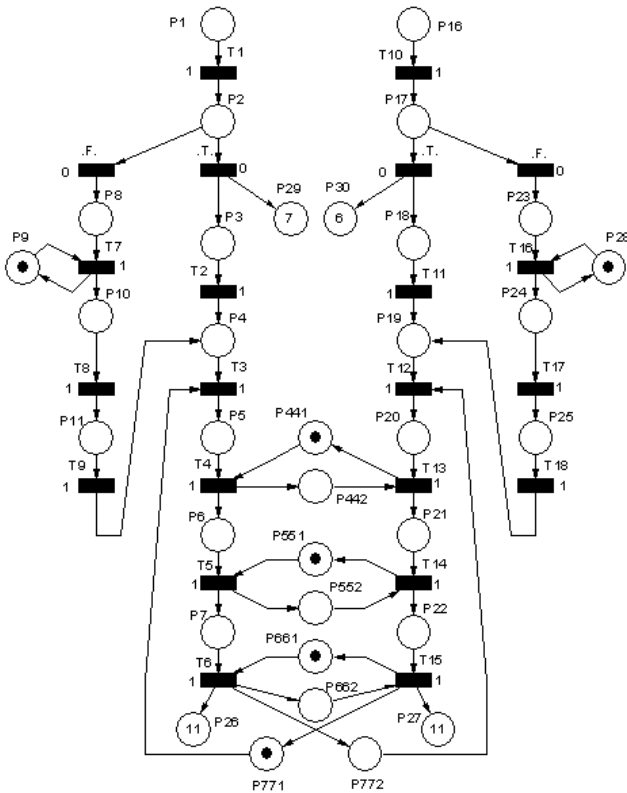 P1 P16
T1 T10
1 1
P2 P17
.F. .T. .T. .F.
0 0 0 0
P8 P29 P30 P23
7 6
P3 P18
P9 T7 T16 P28
1 1
T2 T11
P10 1 1 P24
P4 P19
T8 T3 T12 T17
1 1 1 1
P11 P5 P441 P20 P25
T9 T4 T13 T18
1 1 1 1
P442
P6 P21
P551
T5 T14
1 1
P552
P7 P22
P661
T6 T15
1 1
P662
11 P26 P27 11
P771 P772